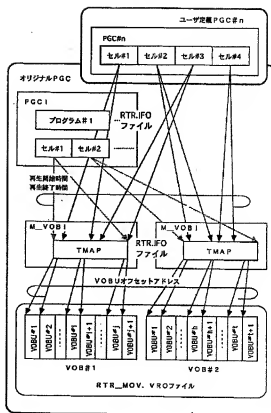 ユーザ定義PGC#n
PGC#n
セル#1 セル#2 セル#3 セル#4
オリジナルPGC
PGCI
プログラム#1
RTR.IFO
ファイル
セル#1 セル#2
再生開始時間
再生終了時間
M_VOBI
RTR.IFO
ファイル
M_VOBI
TMAP
TMAP
VOBUオフセットアドレス
VOBU#1
VOBU#2
VOBU#i
VOBU#i+1
VOBU#1
VOBU#2
VOBU#h
VOBU#h+1
VOB#1
VOB#2
RTR_MOV. VROファイル